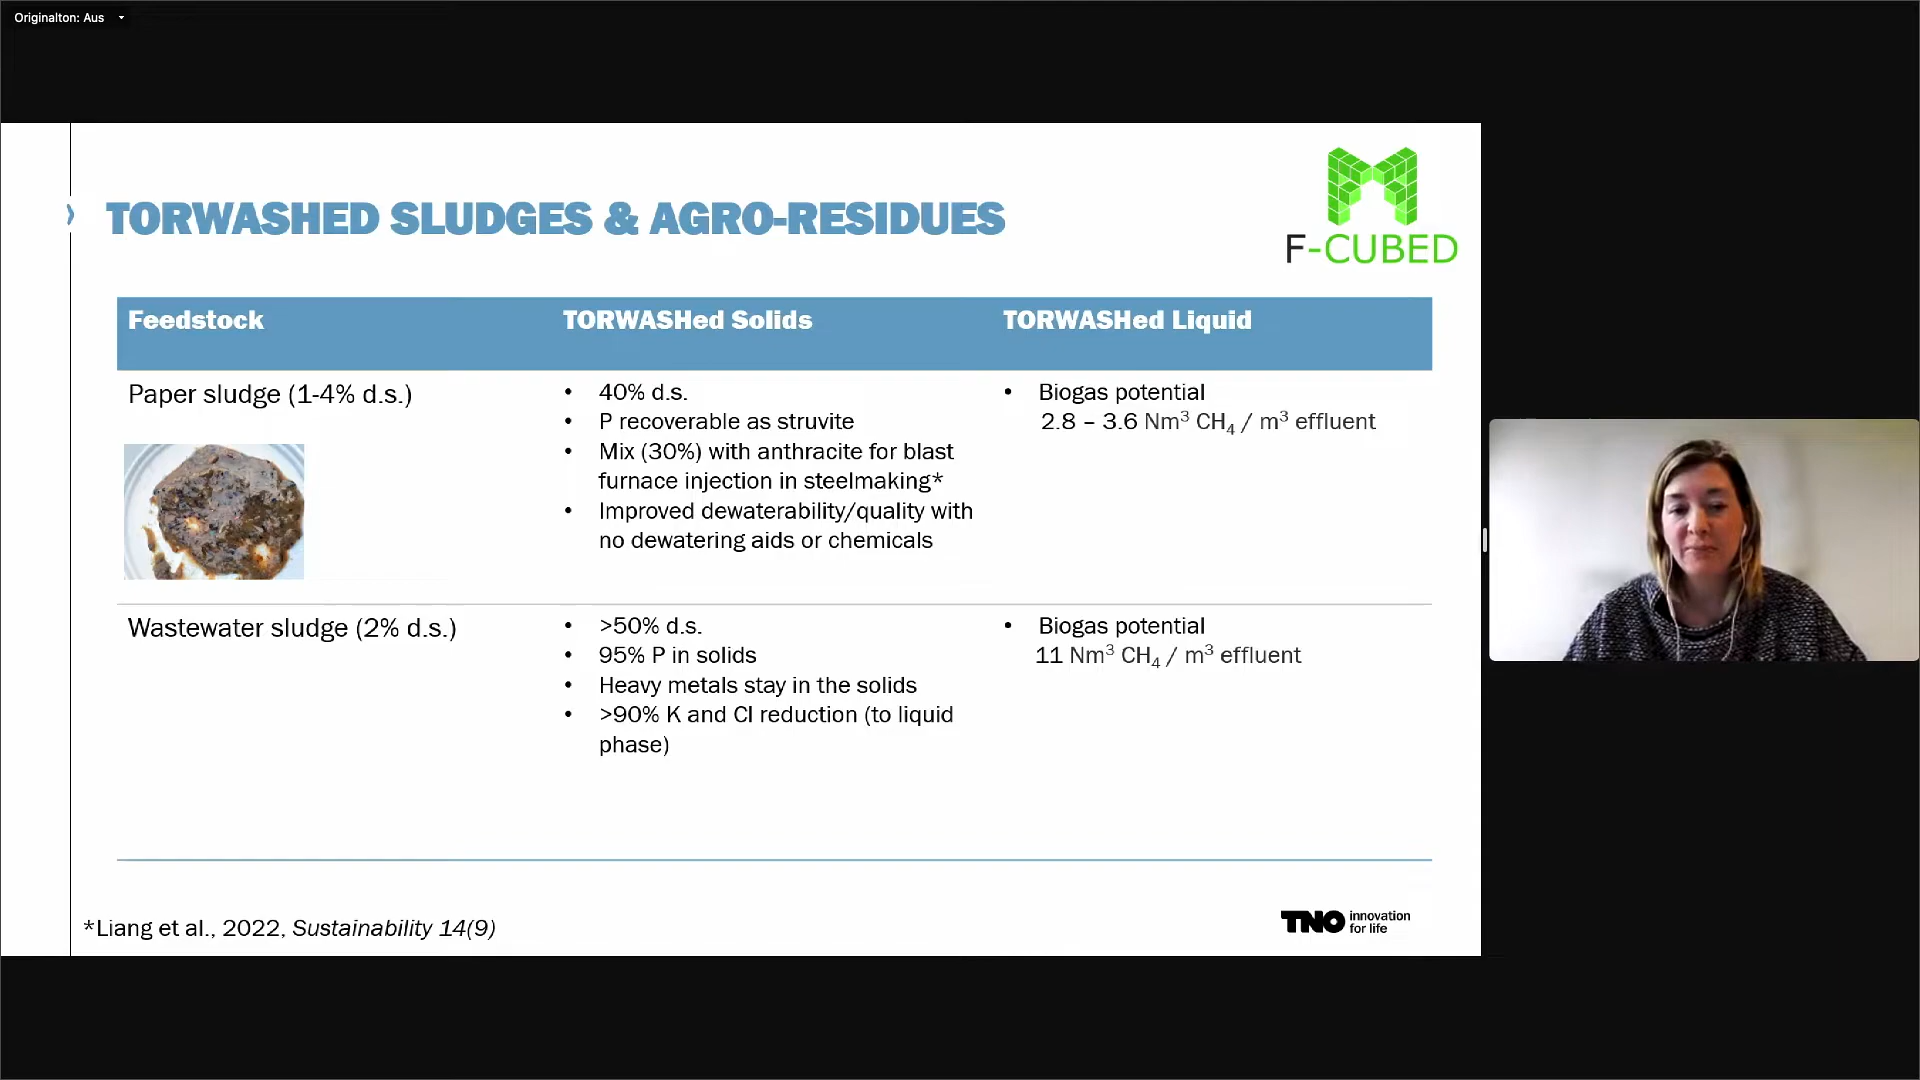 Originalton: Aus
TORWASHED SLUDGES & AGRO-RESIDUES
F-CUBED
Feedstock
TORWASHed Solids
TORWASHed Liquid
Paper sludge (1-4% d.s.)
• 40% d.s.
• P recoverable as struvite
• Mix (30%) with anthracite for blast
furnace injection in steelmaking*
• Improved dewaterability/quality with
no dewatering aids or chemicals
• Biogas potential
2.8 – 3.6 Nm³ CH₄ / m³ effluent
Wastewater sludge (2% d.s.)
• >50% d.s.
• 95% P in solids
• Heavy metals stay in the solids
• >90% K and Cl reduction (to liquid
phase)
• Biogas potential
11 Nm³ CH₄ / m³ effluent
*Liang et al., 2022, Sustainability 14(9)
TNO innovation
for life